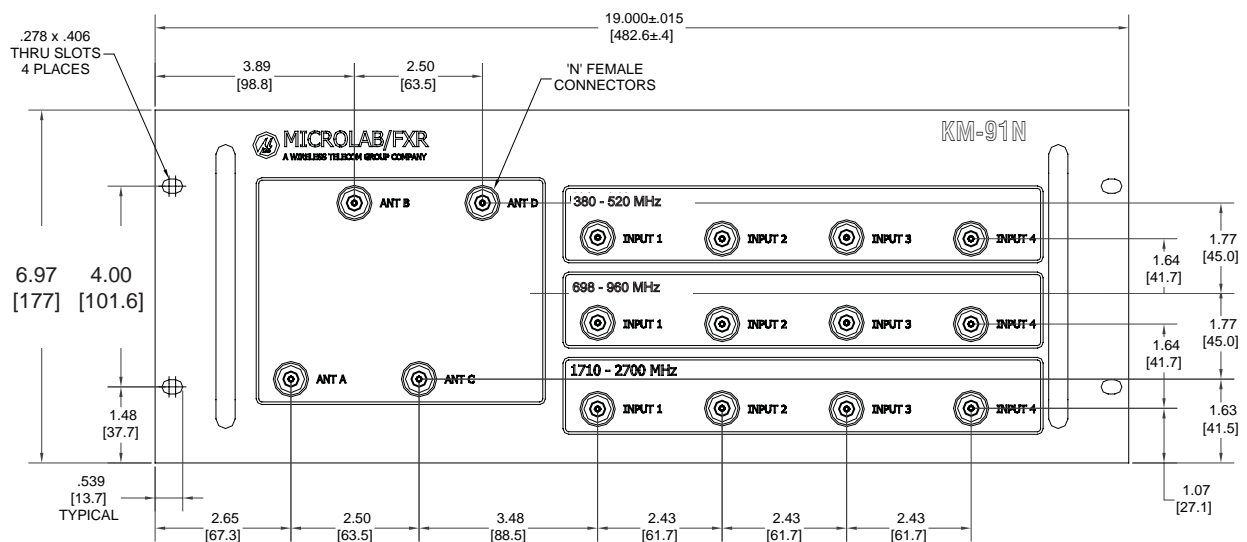 19.000±.015
[482.6±.4]
.278 x .406
THRU SLOTS
4 PLACES
3.89
[98.8]
2.50
[63.5]
'N' FEMALE
CONNECTORS
MICROLAB/FXR
A WIRELESS TELECOM GROUP COMPANY
KM-91N
ANT B
ANT D
380 - 520 MHz
INPUT 1
INPUT 2
INPUT 3
INPUT 4
1.77
[45.0]
1.64
[41.7]
6.97
[177]
4.00
[101.6]
698 - 960 MHz
INPUT 1
INPUT 2
INPUT 3
INPUT 4
1.77
[45.0]
1.64
[41.7]
ANT A
ANT C
1710 - 2700 MHz
INPUT 1
INPUT 2
INPUT 3
INPUT 4
1.48
[37.7]
1.63
[41.5]
.539
[13.7]
TYPICAL
1.07
[27.1]
2.65
[67.3]
2.50
[63.5]
3.48
[88.5]
2.43
[61.7]
2.43
[61.7]
2.43
[61.7]